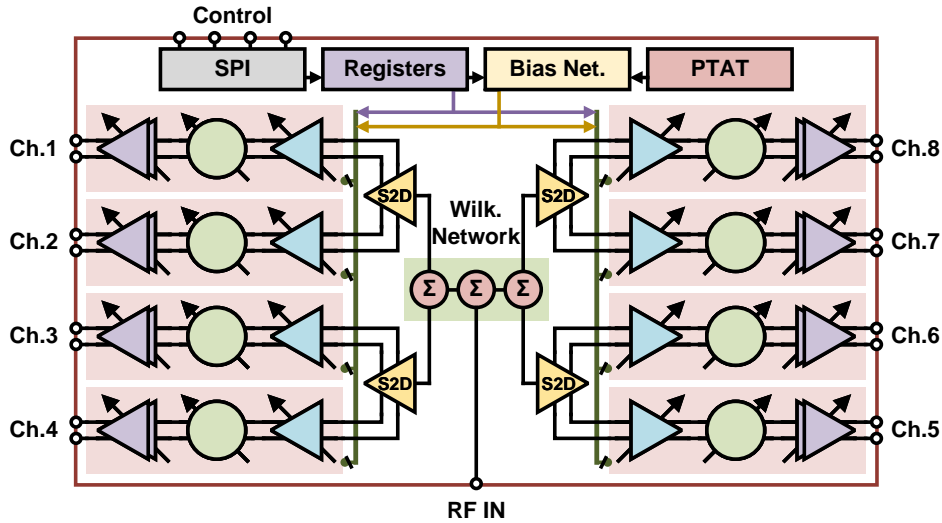 Control
SPI
Registers
Bias Net.
PTAT
Ch.1
Ch.8
S2D
S2D
Wilk.
Network
Ch.2
Ch.7
Σ
Σ
Σ
Ch.3
Ch.6
S2D
S2D
Ch.4
Ch.5
RF IN